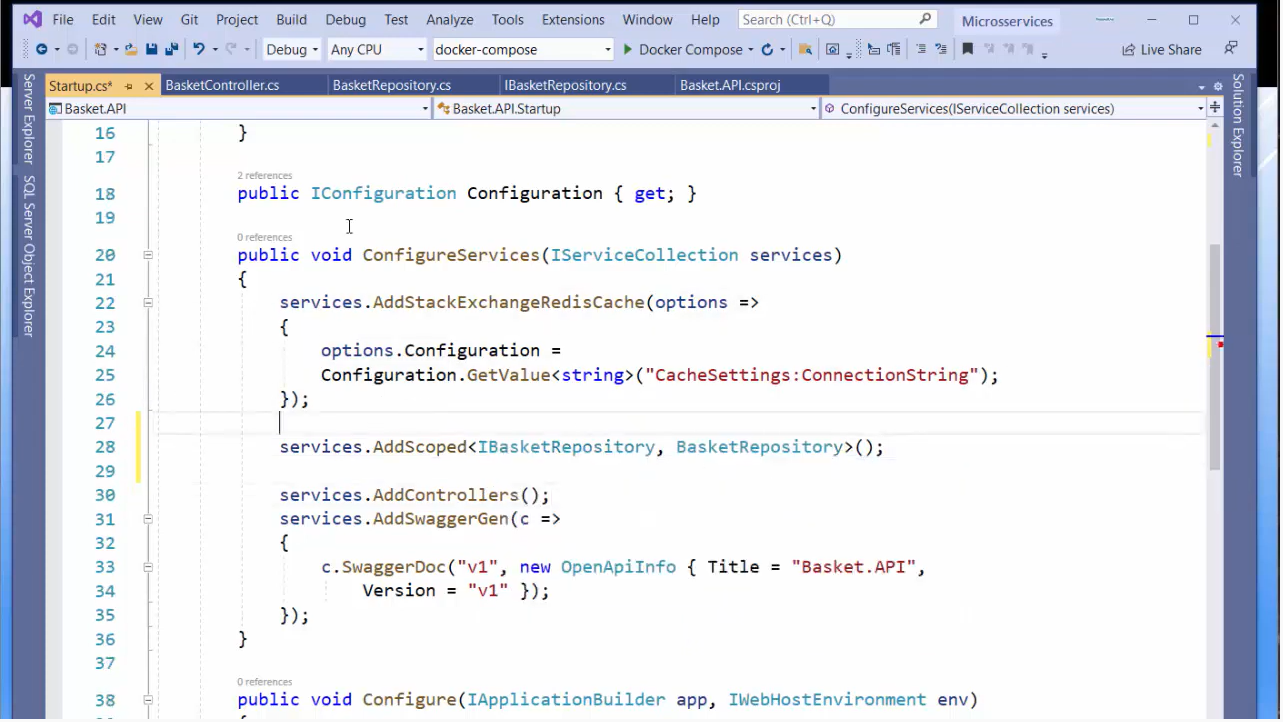 File Edit View Git Project Build Debug Test Analyze Tools Extensions Window Help Search (Ctrl+Q) Microsservices
Debug Any CPU docker-compose Docker Compose Live Share
Server Explorer
SQL Server Object Explorer
Solution Explorer
Startup.cs* BasketController.cs BasketRepository.cs IBasketRepository.cs Basket.API.csproj
Basket.API Basket.API.Startup ConfigureServices(IServiceCollection services)
16 }
17
2 references
18 public IConfiguration Configuration { get; }
19
0 references
20 public void ConfigureServices(IServiceCollection services)
21 {
22 services.AddStackExchangeRedisCache(options =>
23 {
24 options.Configuration =
25 Configuration.GetValue<string>("CacheSettings:ConnectionString");
26 });
27
28 services.AddScoped<IBasketRepository, BasketRepository>();
29
30 services.AddControllers();
31 services.AddSwaggerGen(c =>
32 {
33 c.SwaggerDoc("v1", new OpenApiInfo { Title = "Basket.API",
34 Version = "v1" });
35 });
36 }
37
0 references
38 public void Configure(IApplicationBuilder app, IWebHostEnvironment env)